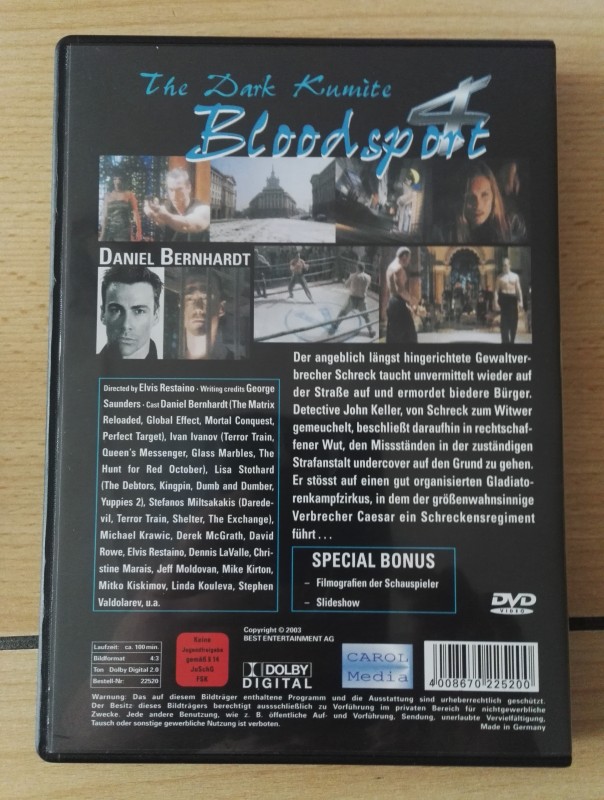 The Dark Kumite
Bloodsport 4
DANIEL BERNHARDT
Der angeblich längst hingerichtete Gewaltver-
brecher Schreck taucht unvermittelt wieder auf
der Straße auf und ermordet biedere Bürger.
Detective John Keller, von Schreck zum Witwer
gemeuchelt, beschließt daraufhin in rechtschaf-
fener Wut, den Missständen in der zuständigen
Strafanstalt undercover auf den Grund zu gehen.
Er stösst auf einen gut organisierten Gladiato-
renkampfzirkus, in dem der größenwahnsinnige
Verbrecher Caesar ein Schreckensregiment
führt . . .
Directed by Elvis Restaino · Writing credits George
Saunders · Cast Daniel Bernhardt (The Matrix
Reloaded, Global Effect, Mortal Conquest,
Perfect Target), Ivan Ivanov (Terror Train,
Queen's Messenger, Glass Marbles, The
Hunt for Red October), Lisa Stothard
(The Debtors, Kingpin, Dumb and Dumber,
Yuppies 2), Stefanos Miltsakakis (Darede-
vil, Terror Train, Shelter, The Exchange),
Michael Krawic, Derek McGrath, David
Rowe, Elvis Restaino, Dennis LaValle, Chri-
stine Marais, Jeff Moldovan, Mike Kirton,
Mitko Kiskimov, Linda Kouleva, Stephen
Valdolarev, u.a.
SPECIAL BONUS
– Filmografien der Schauspieler
– Slideshow
DVD
VIDEO
Laufzeit: ca. 100 min.
Bildformat 4:3
Ton Dolby Digital 2.0
Bestell-Nr: 22520
Keine
Jugendfreigabe
gemäß § 14
JuSchG
FSK
Copyright © 2003
BEST ENTERTAINMENT AG
DOLBY
DIGITAL
CAROL
Media
4 008670 225200
Warnung: Das auf diesem Bildträger enthaltene Programm und die Ausstattung sind urheberrechtlich geschützt.
Der Besitz dieses Bildträgers berechtigt ausschließlich zu Vorführung im privaten Bereich für nichtgewerbliche
Zwecke. Jede andere Benutzung, wie z. B. öffentliche Auf- und Vorführung, Sendung, unerlaubte Vervielfältigung,
Tausch oder sonstige gewerbliche Nutzung ist verboten.
Made in Germany